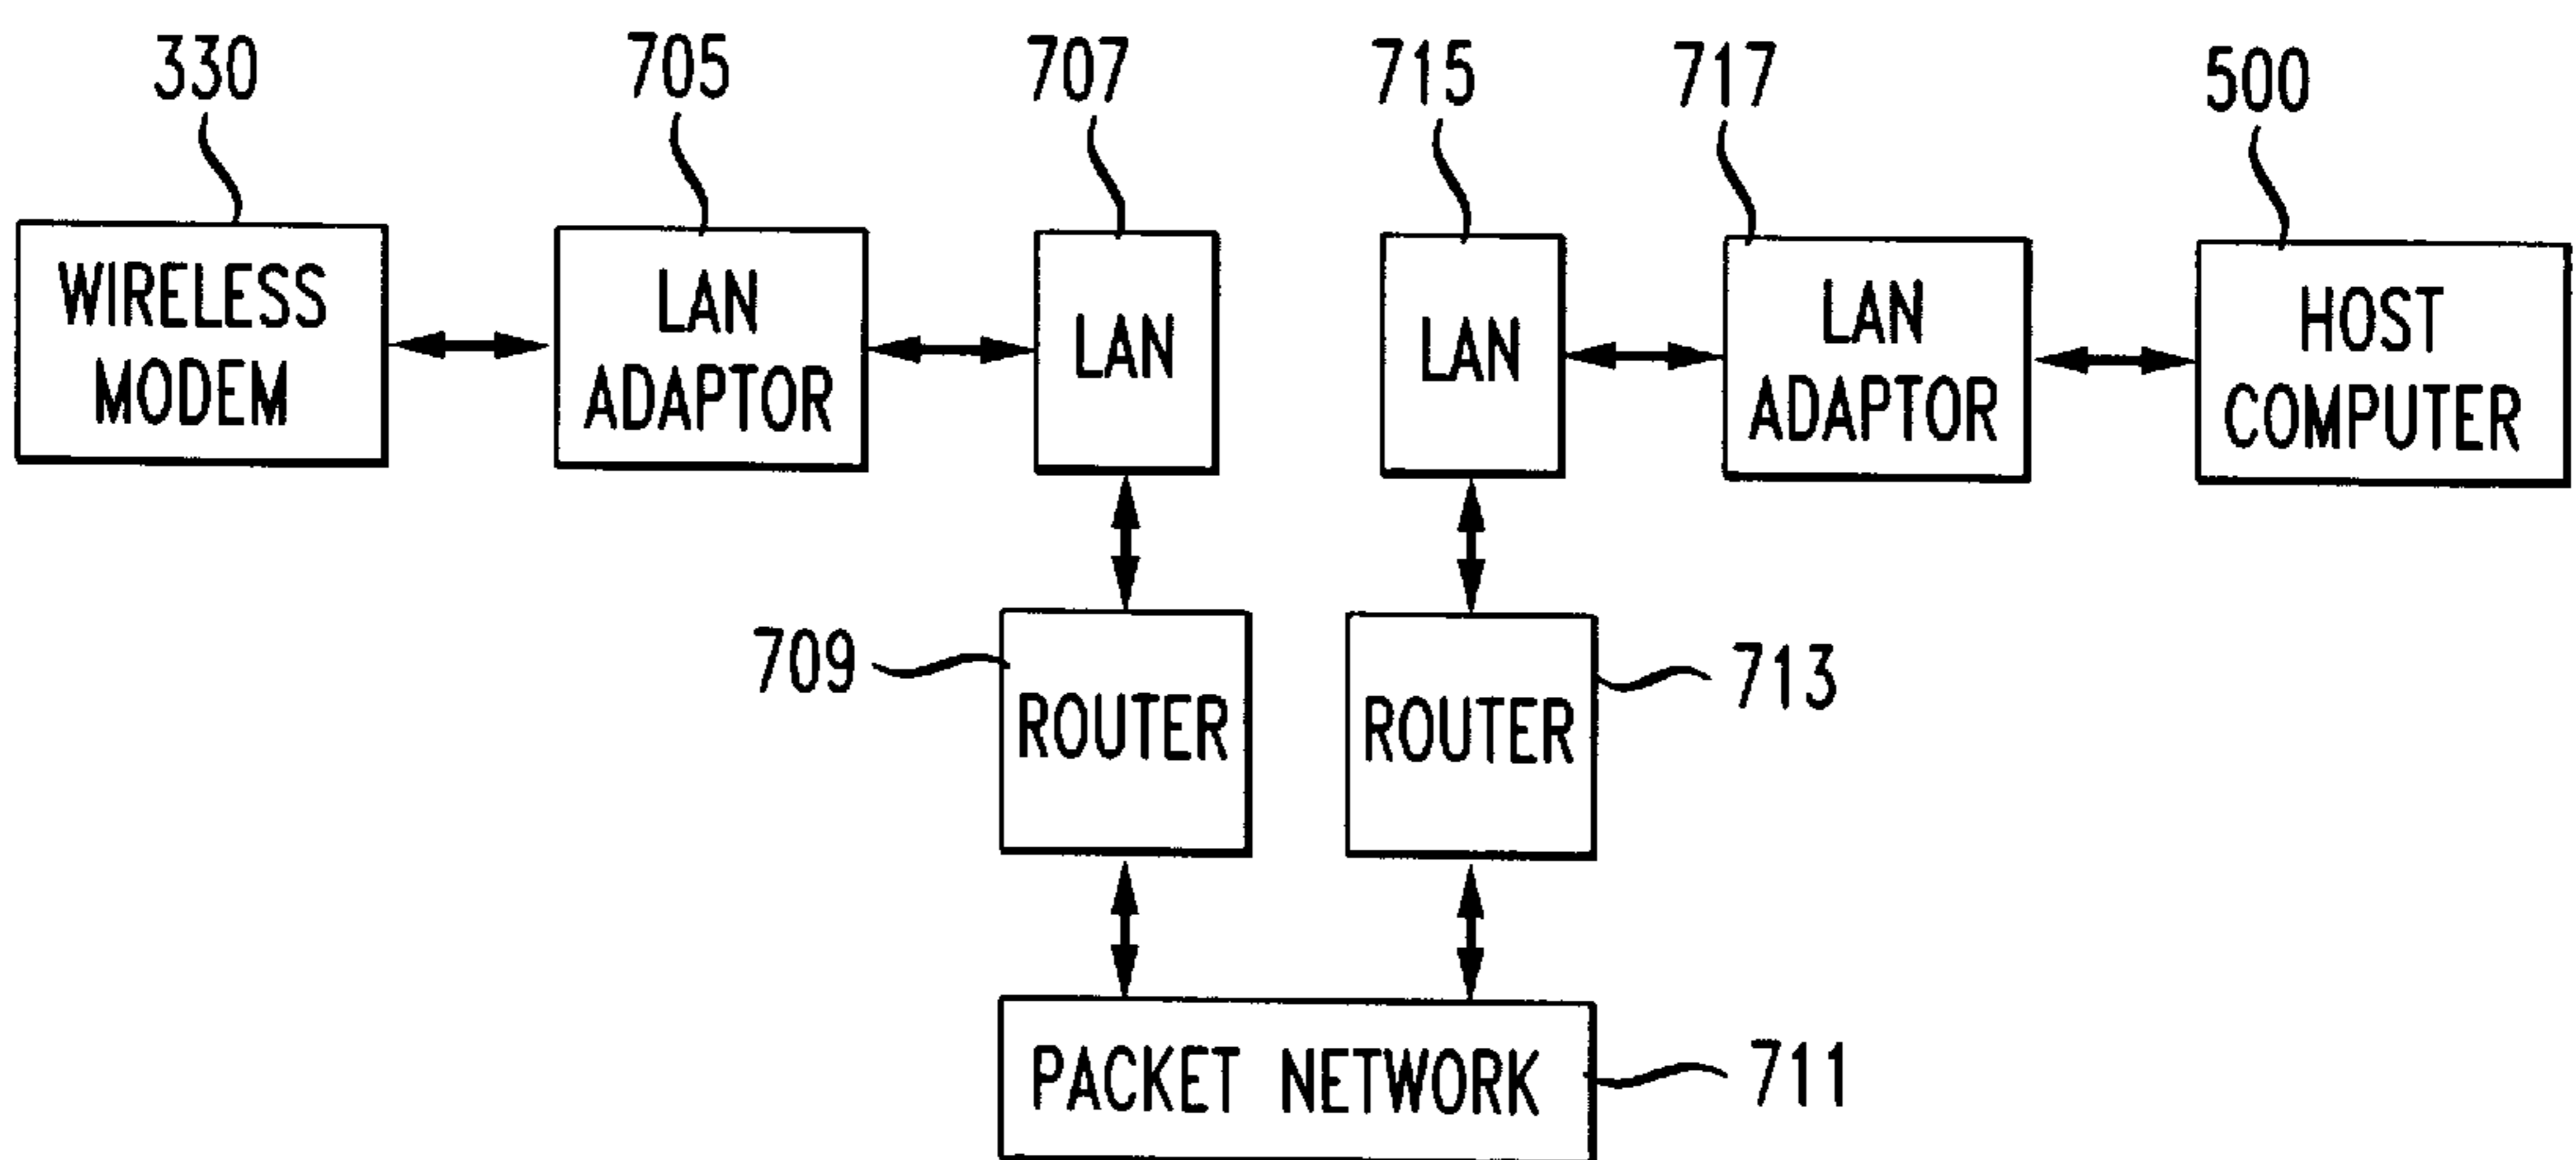 330
705
707
715
717
500
WIRELESS
MODEM
LAN
ADAPTOR
LAN
LAN
LAN
ADAPTOR
HOST
COMPUTER
709
ROUTER
ROUTER
713
PACKET NETWORK
711